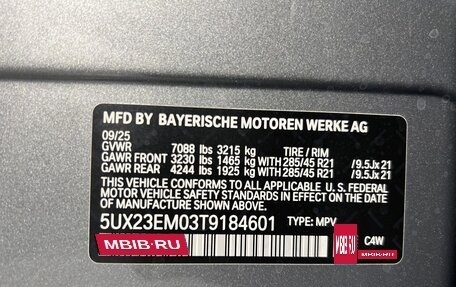 MFD BY BAYERISCHE MOTOREN WERKE AG
09/25
GVWR 7088 lbs 3215 kg TIRE / RIM
GAWR FRONT 3230 lbs 1465 kg WITH 285/45 R21 / 9.5Jx21
GAWR REAR 4244 lbs 1925 kg WITH 285/45 R21 / 9.5Jx21
THIS VEHICLE CONFORMS TO ALL APPLICABLE U. S. FEDERAL
MOTOR VEHICLE SAFETY STANDARDS IN EFFECT ON THE DATE
OF MANUFACTURE SHOWN ABOVE.
5UX23EM03T9184601 TYPE: MPV
MBIB.RU C4W
MBIB.RU